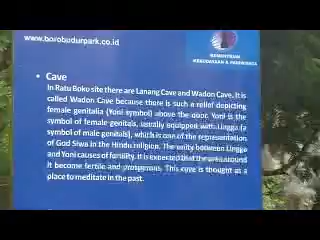 www.borobudurpark.co.id
KEMENTRIAN
KEBUDAYAAN & PARIWISATA
• Cave
In Ratu Boko site there are Lanang Cave and Wadon Cave. It is
called Wadon Cave because there is such a relief depicting
female genitalia (Yoni symbol) above the door. Yoni is the
symbol of female genitals, usually equipped with Lingga (a
symbol of male genitals), which is one of the representation
of God Siwa in the Hindu religion. The unity between Lingga
and Yoni causes of fertility. It is expected that the area around
it become fertile and prosperous. This cave is thought as a
place to meditate in the past.